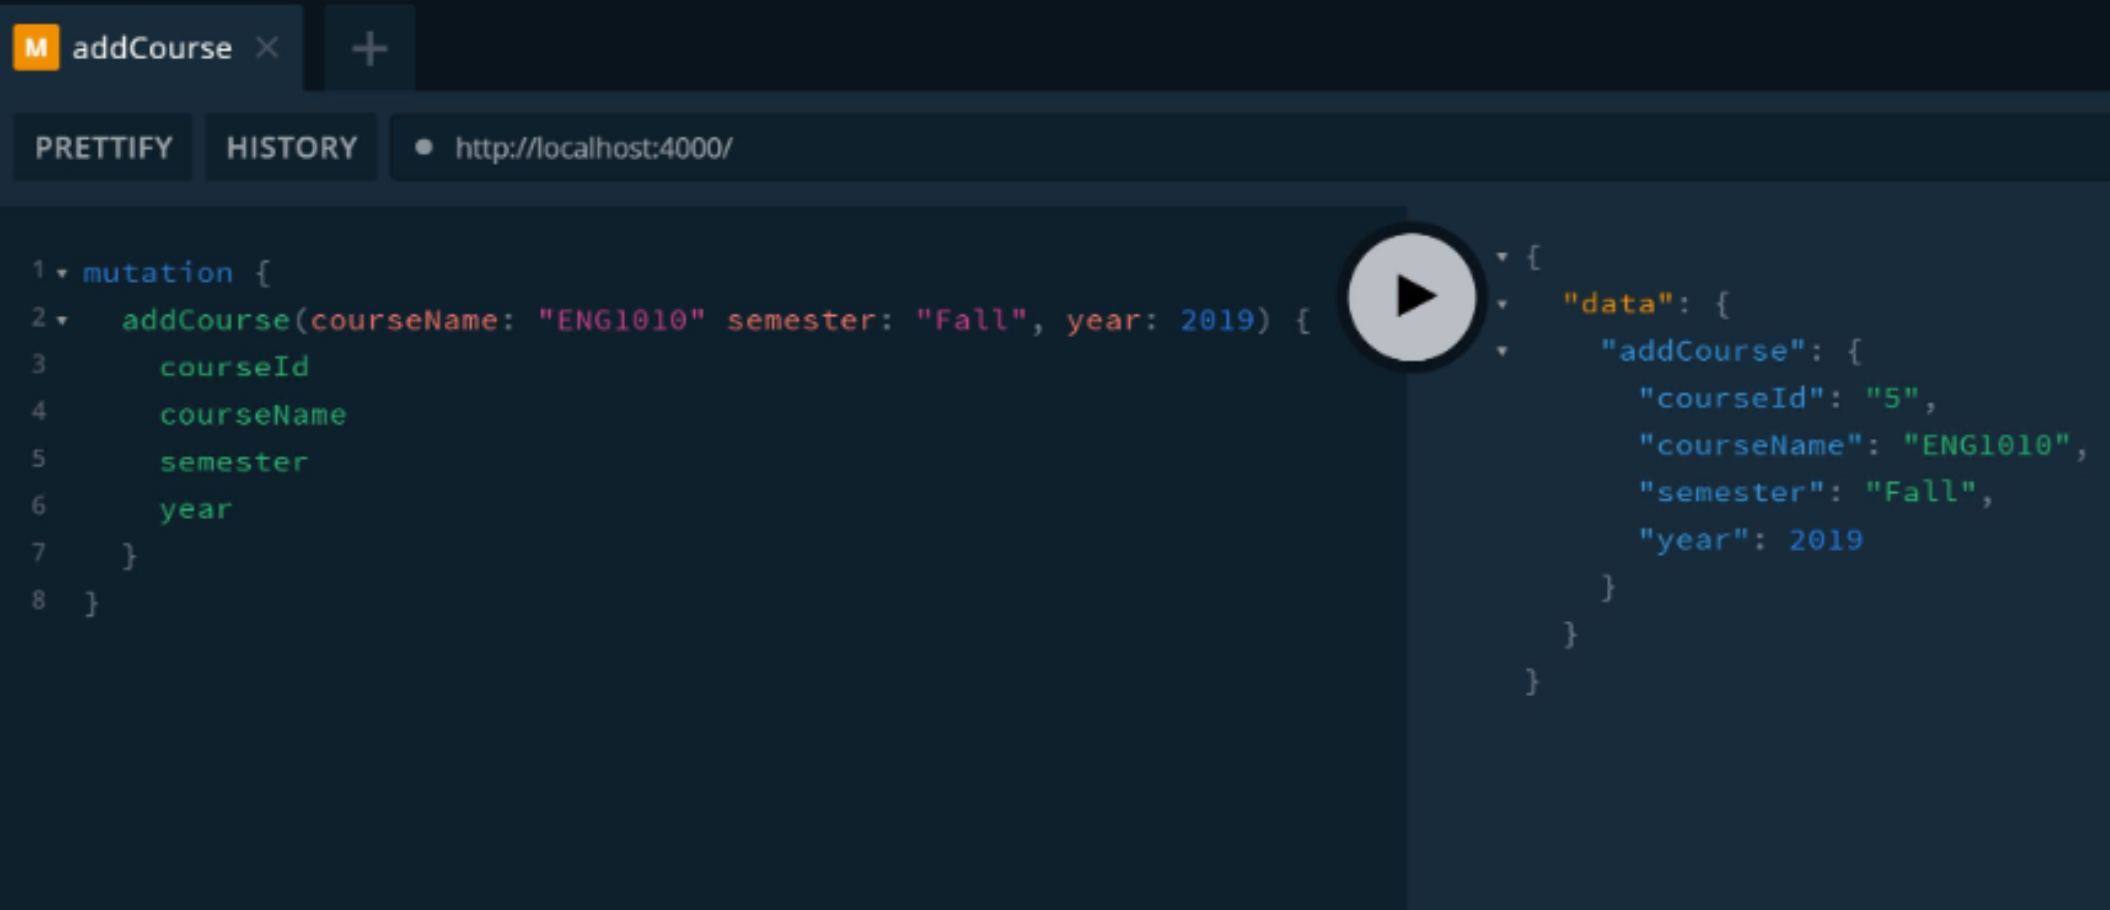 M addCourse ×
+
PRETTIFY HISTORY http://localhost:4000/
1 mutation {
2 addCourse(courseName: "ENG1010" semester: "Fall", year: 2019) {
3 courseId
4 courseName
5 semester
6 year
7 }
8 }
{
"data": {
"addCourse": {
"courseId": "5",
"courseName": "ENG1010",
"semester": "Fall",
"year": 2019
}
}
}